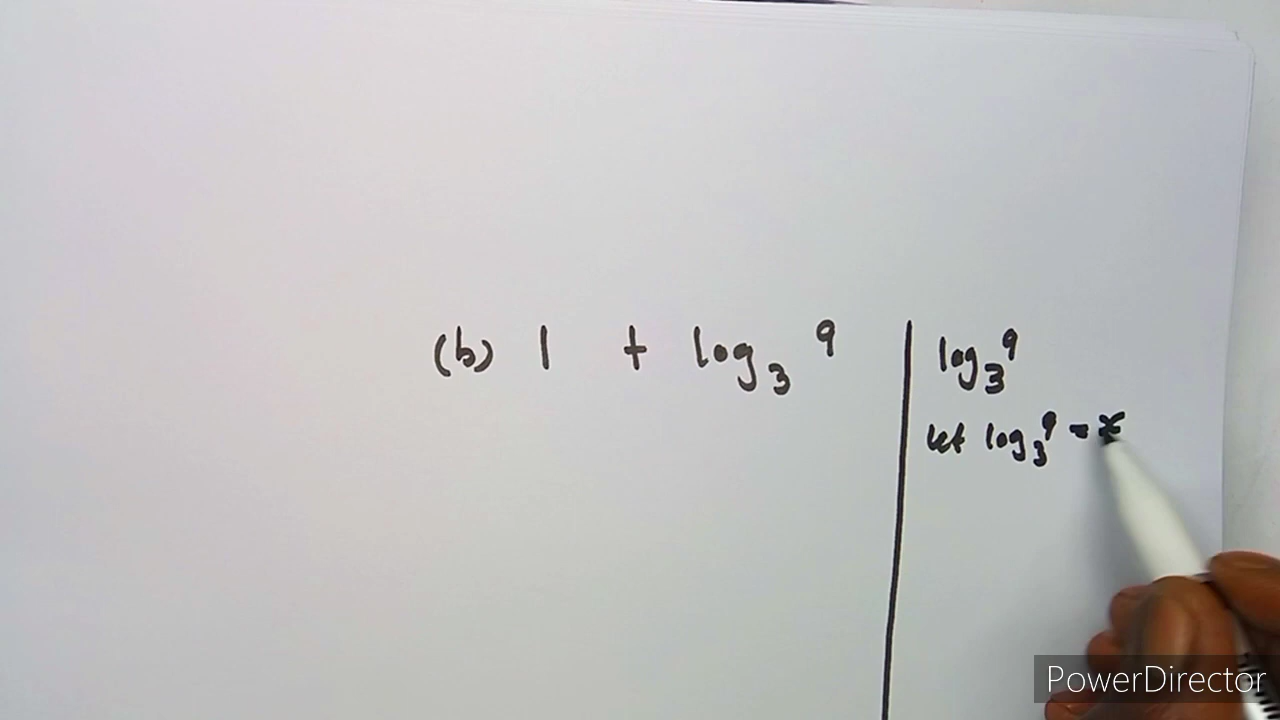 (b) 1 + log₃ 9
log₃ 9
let log₃ 9 = x
PowerDirector